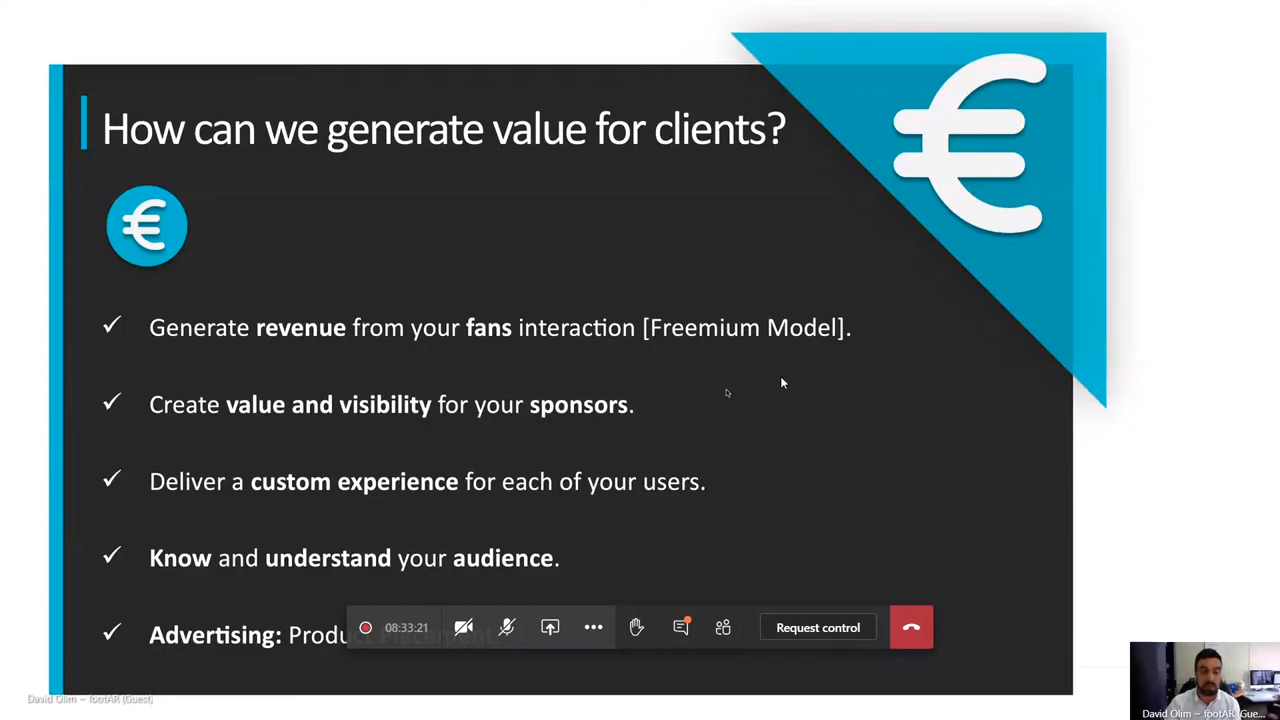 How can we generate value for clients?
€
€
✓ Generate revenue from your fans interaction [Freemium Model].
✓ Create value and visibility for your sponsors.
✓ Deliver a custom experience for each of your users.
✓ Know and understand your audience.
✓ Advertising: Product Placement
08:33:21
Request control
David Olim – footAR (Guest)
David Olim – footAR (Gue...